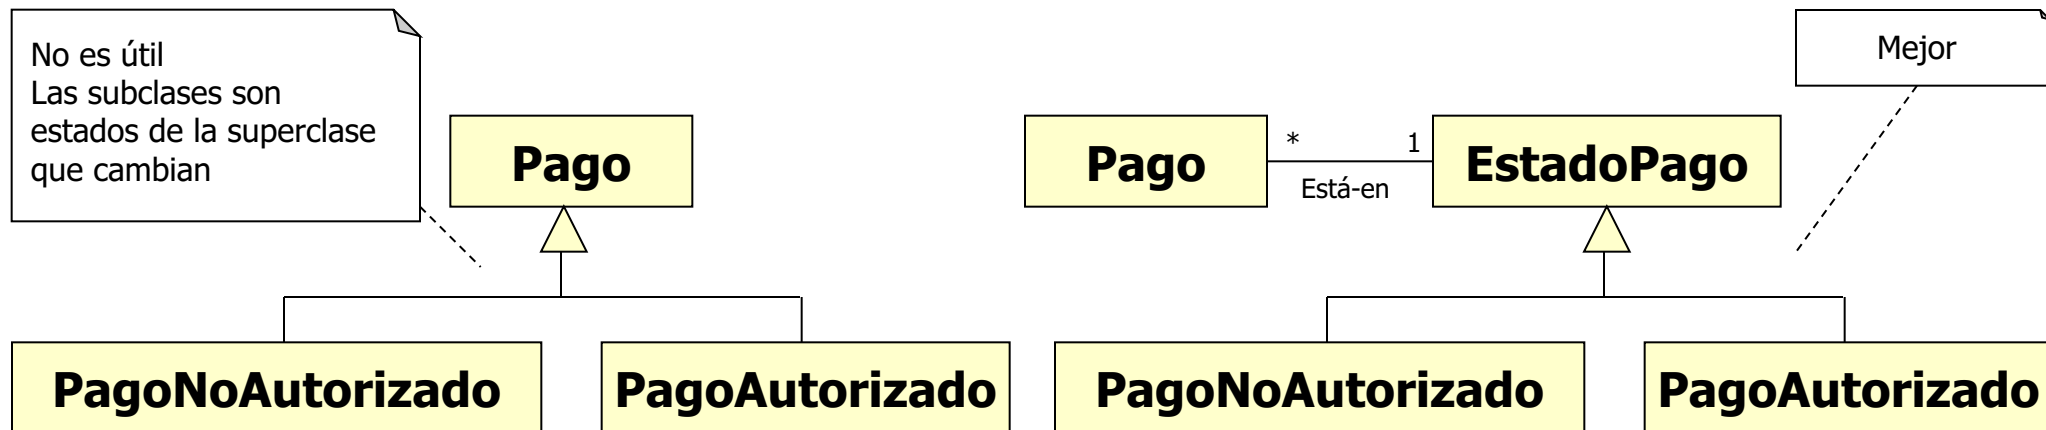 No es útil
Las subclases son
estados de la superclase
que cambian
Pago
PagoNoAutorizado
PagoAutorizado
Mejor
Pago
*
1
Está-en
EstadoPago
PagoNoAutorizado
PagoAutorizado